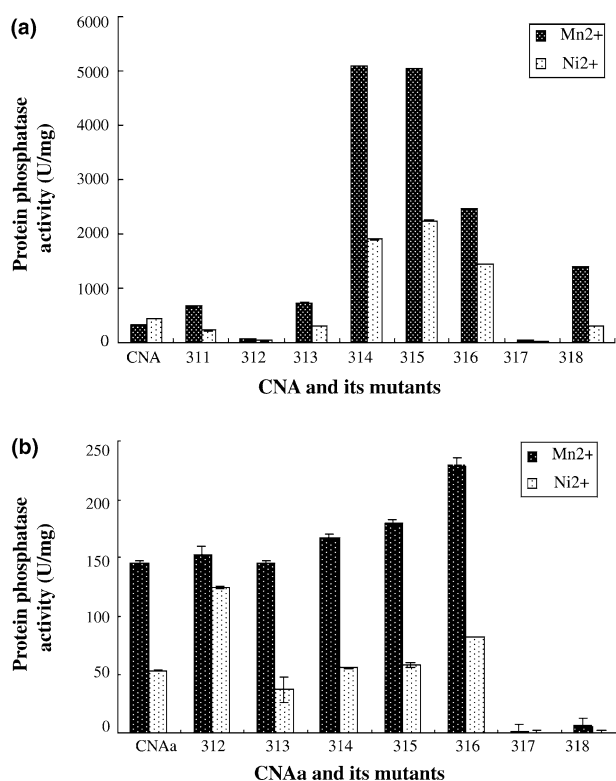 (a)
Protein phosphatase
activity (U/mg)
6000
5000
4000
3000
2000
1000
0
Mn2+
Ni2+
CNA 311 312 313 314 315 316 317 318
CNA and its mutants
(b)
Protein phosphatase
activity (U/mg)
250
200
150
100
50
0
Mn2+
Ni2+
CNAa 312 313 314 315 316 317 318
CNAa and its mutants